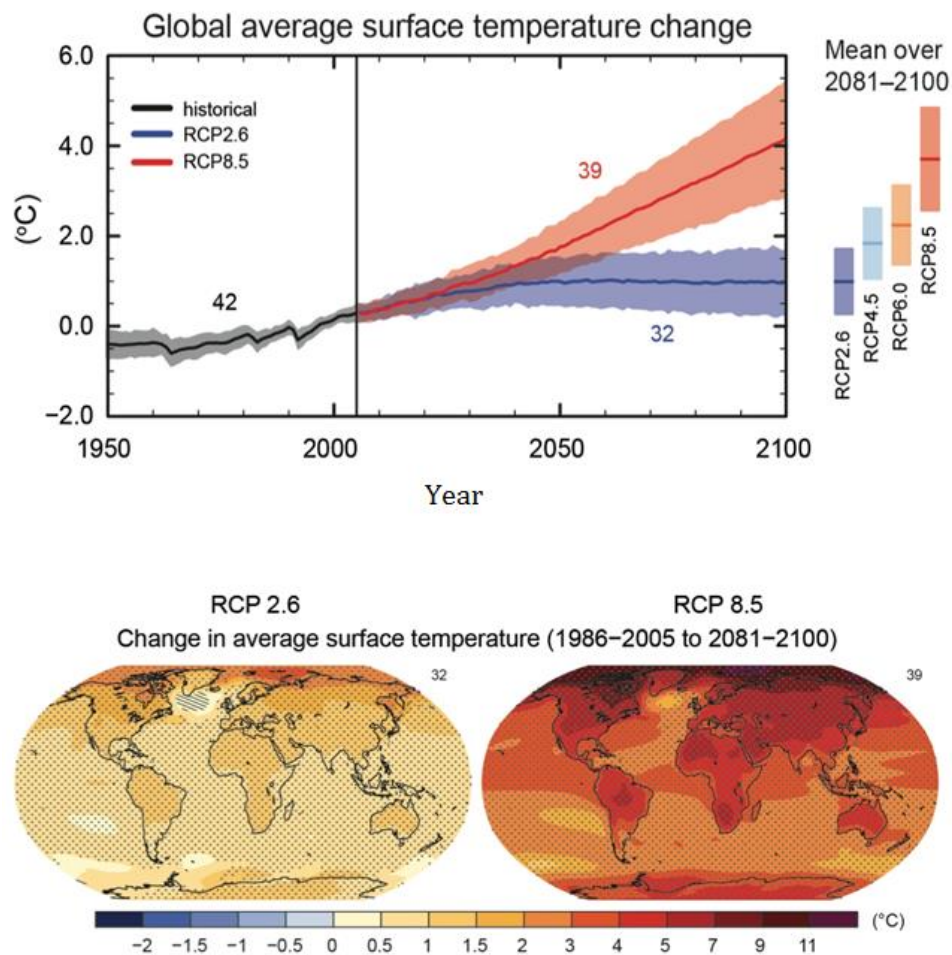 Global average surface temperature change
Mean over
2081–2100
6.0
4.0
2.0
0.0
−2.0
(°C)
historical
RCP2.6
RCP8.5
42
39
32
1950
2000
2050
2100
Year
RCP2.6
RCP4.5
RCP6.0
RCP8.5
RCP 2.6
RCP 8.5
Change in average surface temperature (1986−2005 to 2081−2100)
32
39
−2 −1.5 −1 −0.5 0 0.5 1 1.5 2 3 4 5 7 9 11
(°C)